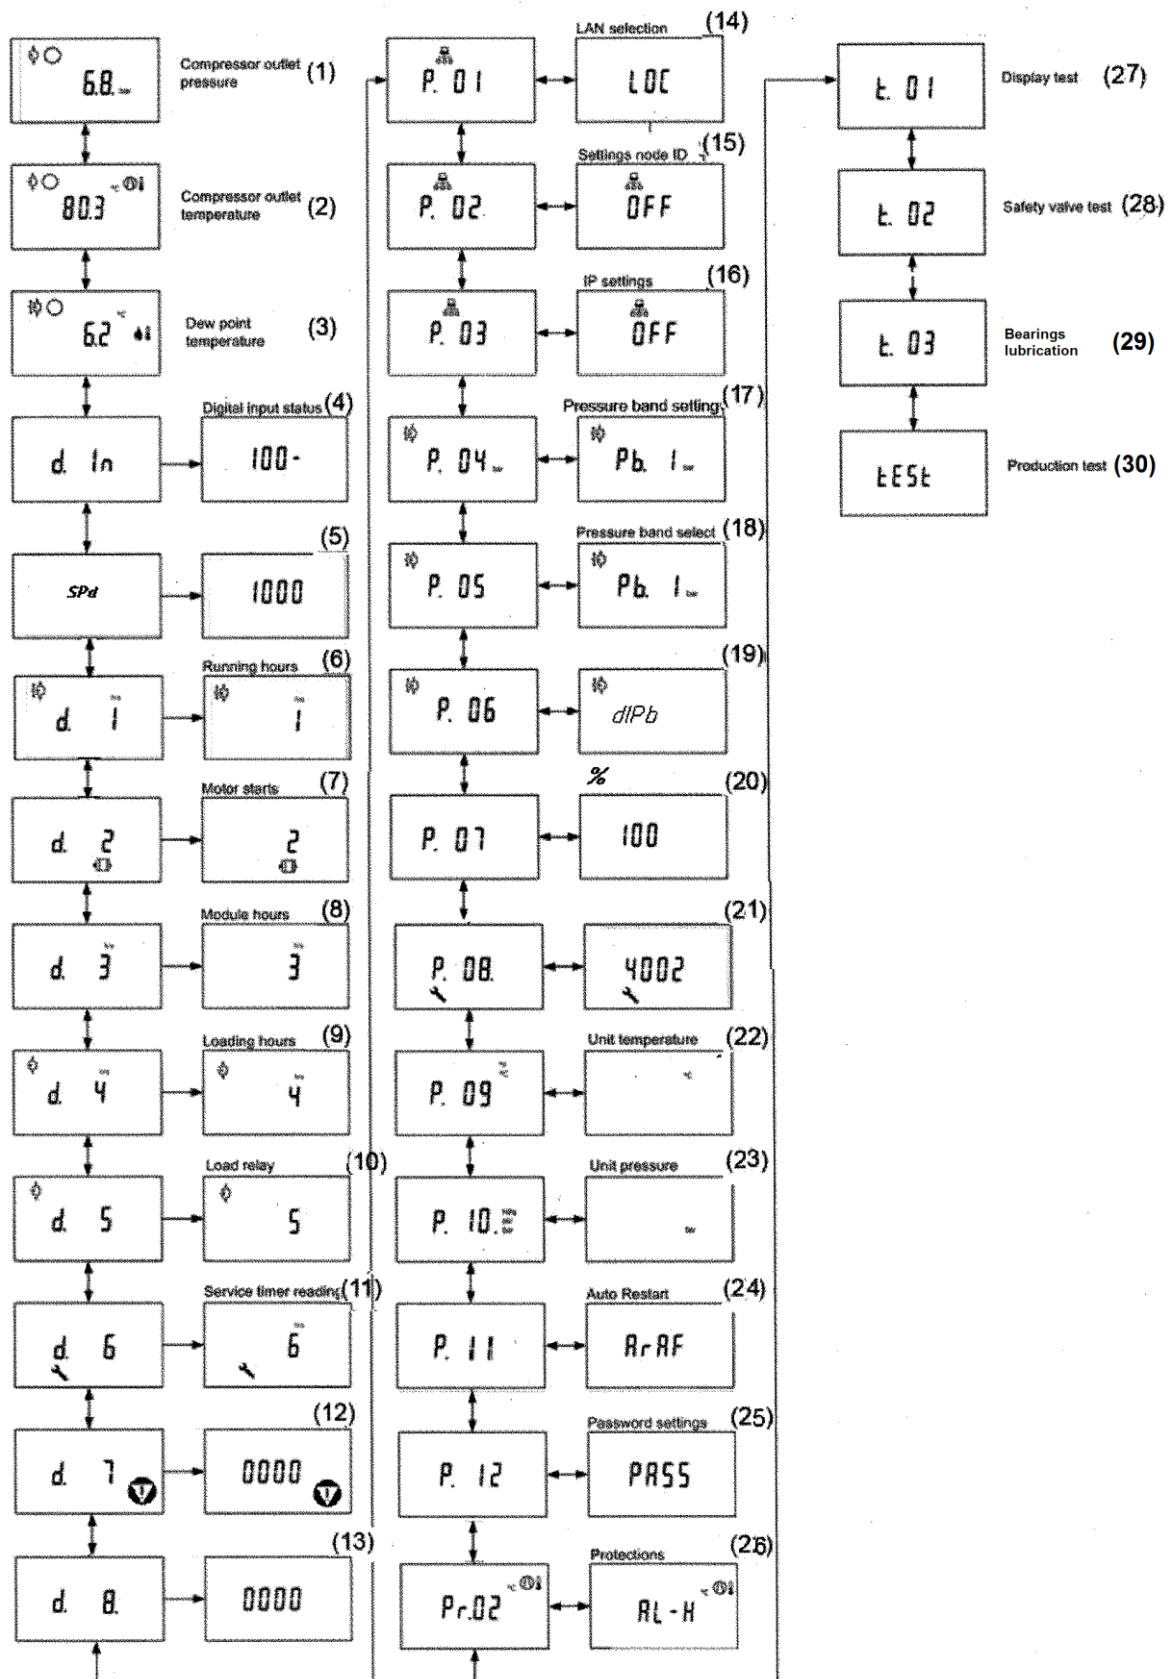 6.8. bar
Compressor outlet
pressure
(1)
80.3 °C
Compressor outlet
temperature
(2)
6.2 °C
Dew point
temperature
(3)
d. In
Digital input status
(4)
100-
SPd
(5)
1000
d. 1
Running hours
(6)
1
d. 2
Motor starts
(7)
2
d. 3
Module hours
(8)
3
d. 4
Loading hours
(9)
4
d. 5
Load relay
(10)
5
d. 6
Service timer reading
(11)
6
d. 7
(12)
0000
d. 8.
(13)
0000
P. 01
LAN selection
(14)
LOC
P. 02
Settings node ID
(15)
OFF
P. 03
IP settings
(16)
OFF
P. 04
Pressure band setting
(17)
Pb. 1 bar
P. 05
Pressure band select
(18)
Pb. 1 bar
P. 06
(19)
dIPb
P. 07
%
(20)
100
P. 08.
(21)
4002
P. 09
Unit temperature
(22)
°C
P. 10.
Unit pressure
(23)
bar
P. 11
Auto Restart
(24)
ArAF
P. 12
Password settings
(25)
PASS
Pr.02 °C
Protections
(26)
AL-H °C
t. 01
Display test
(27)
t. 02
Safety valve test
(28)
t. 03
Bearings
lubrication
(29)
tESt
Production test
(30)